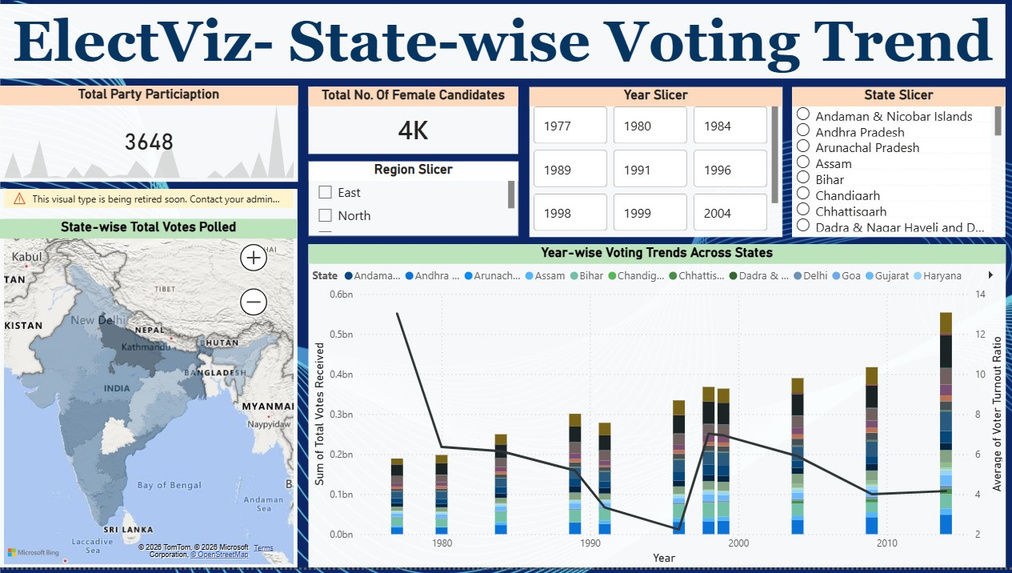 ElectViz- State-wise Voting Trend
Total Party Particiaption
3648
This visual type is being retired soon. Contact your admin...
Total No. Of Female Candidates
4K
Region Slicer
East
North
Year Slicer
1977 1980 1984
1989 1991 1996
1998 1999 2004
State Slicer
Andaman & Nicobar Islands
Andhra Pradesh
Arunachal Pradesh
Assam
Bihar
Chandigarh
Chhattisgarh
Dadra & Nagar Haveli and D...
State-wise Total Votes Polled
Kabul
TAN
KISTAN
TIBET
HAI
New Delhi
NEPAL
Kathmandu
BHUTAN
INDIA
BANGLADESH
MYANMAI
Naypyidaw
Bay of Bengal
Andaman
Sea
B
SRI LANKA
Laccadive
Sea
Microsoft Bing
© 2026 TomTom, © 2026 Microsoft
Corporation, © OpenStreetMap
Terms
Year-wise Voting Trends Across States
State Andama... Andhra ... Arunach... Assam Bihar Chandig... Chhattis... Dadra & ... Delhi Goa Gujarat Haryana
Sum of Total Votes Received
0.6bn
0.5bn
0.4bn
0.3bn
0.2bn
0.1bn
0.0bn
14
12
10
8
6
4
2
Average of Voter Turnout Ratio
1980 1990 2000 2010
Year